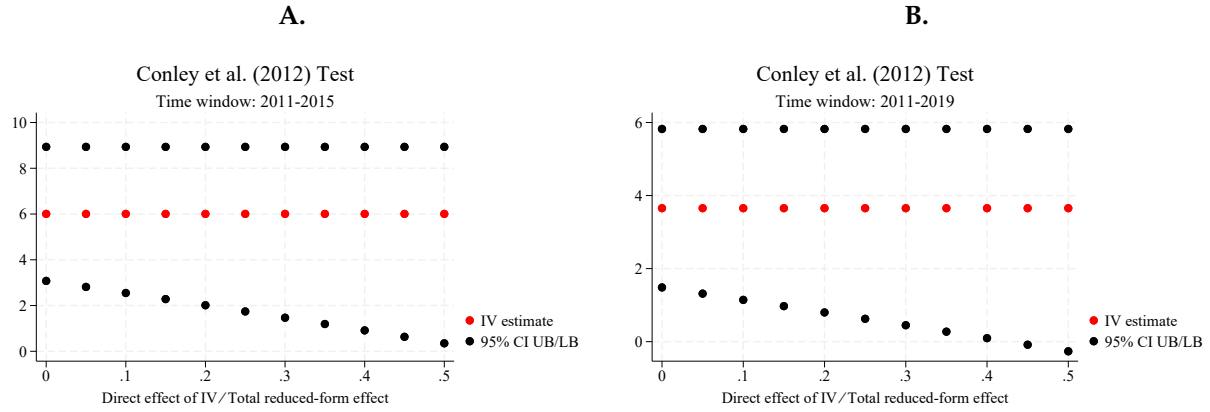 A.
Conley et al. (2012) Test
Time window: 2011-2015
10
8
6
4
2
0
0 .1 .2 .3 .4 .5
Direct effect of IV/Total reduced-form effect
IV estimate
95% CI UB/LB
B.
Conley et al. (2012) Test
Time window: 2011-2019
6
4
2
0
0 .1 .2 .3 .4 .5
Direct effect of IV/Total reduced-form effect
IV estimate
95% CI UB/LB